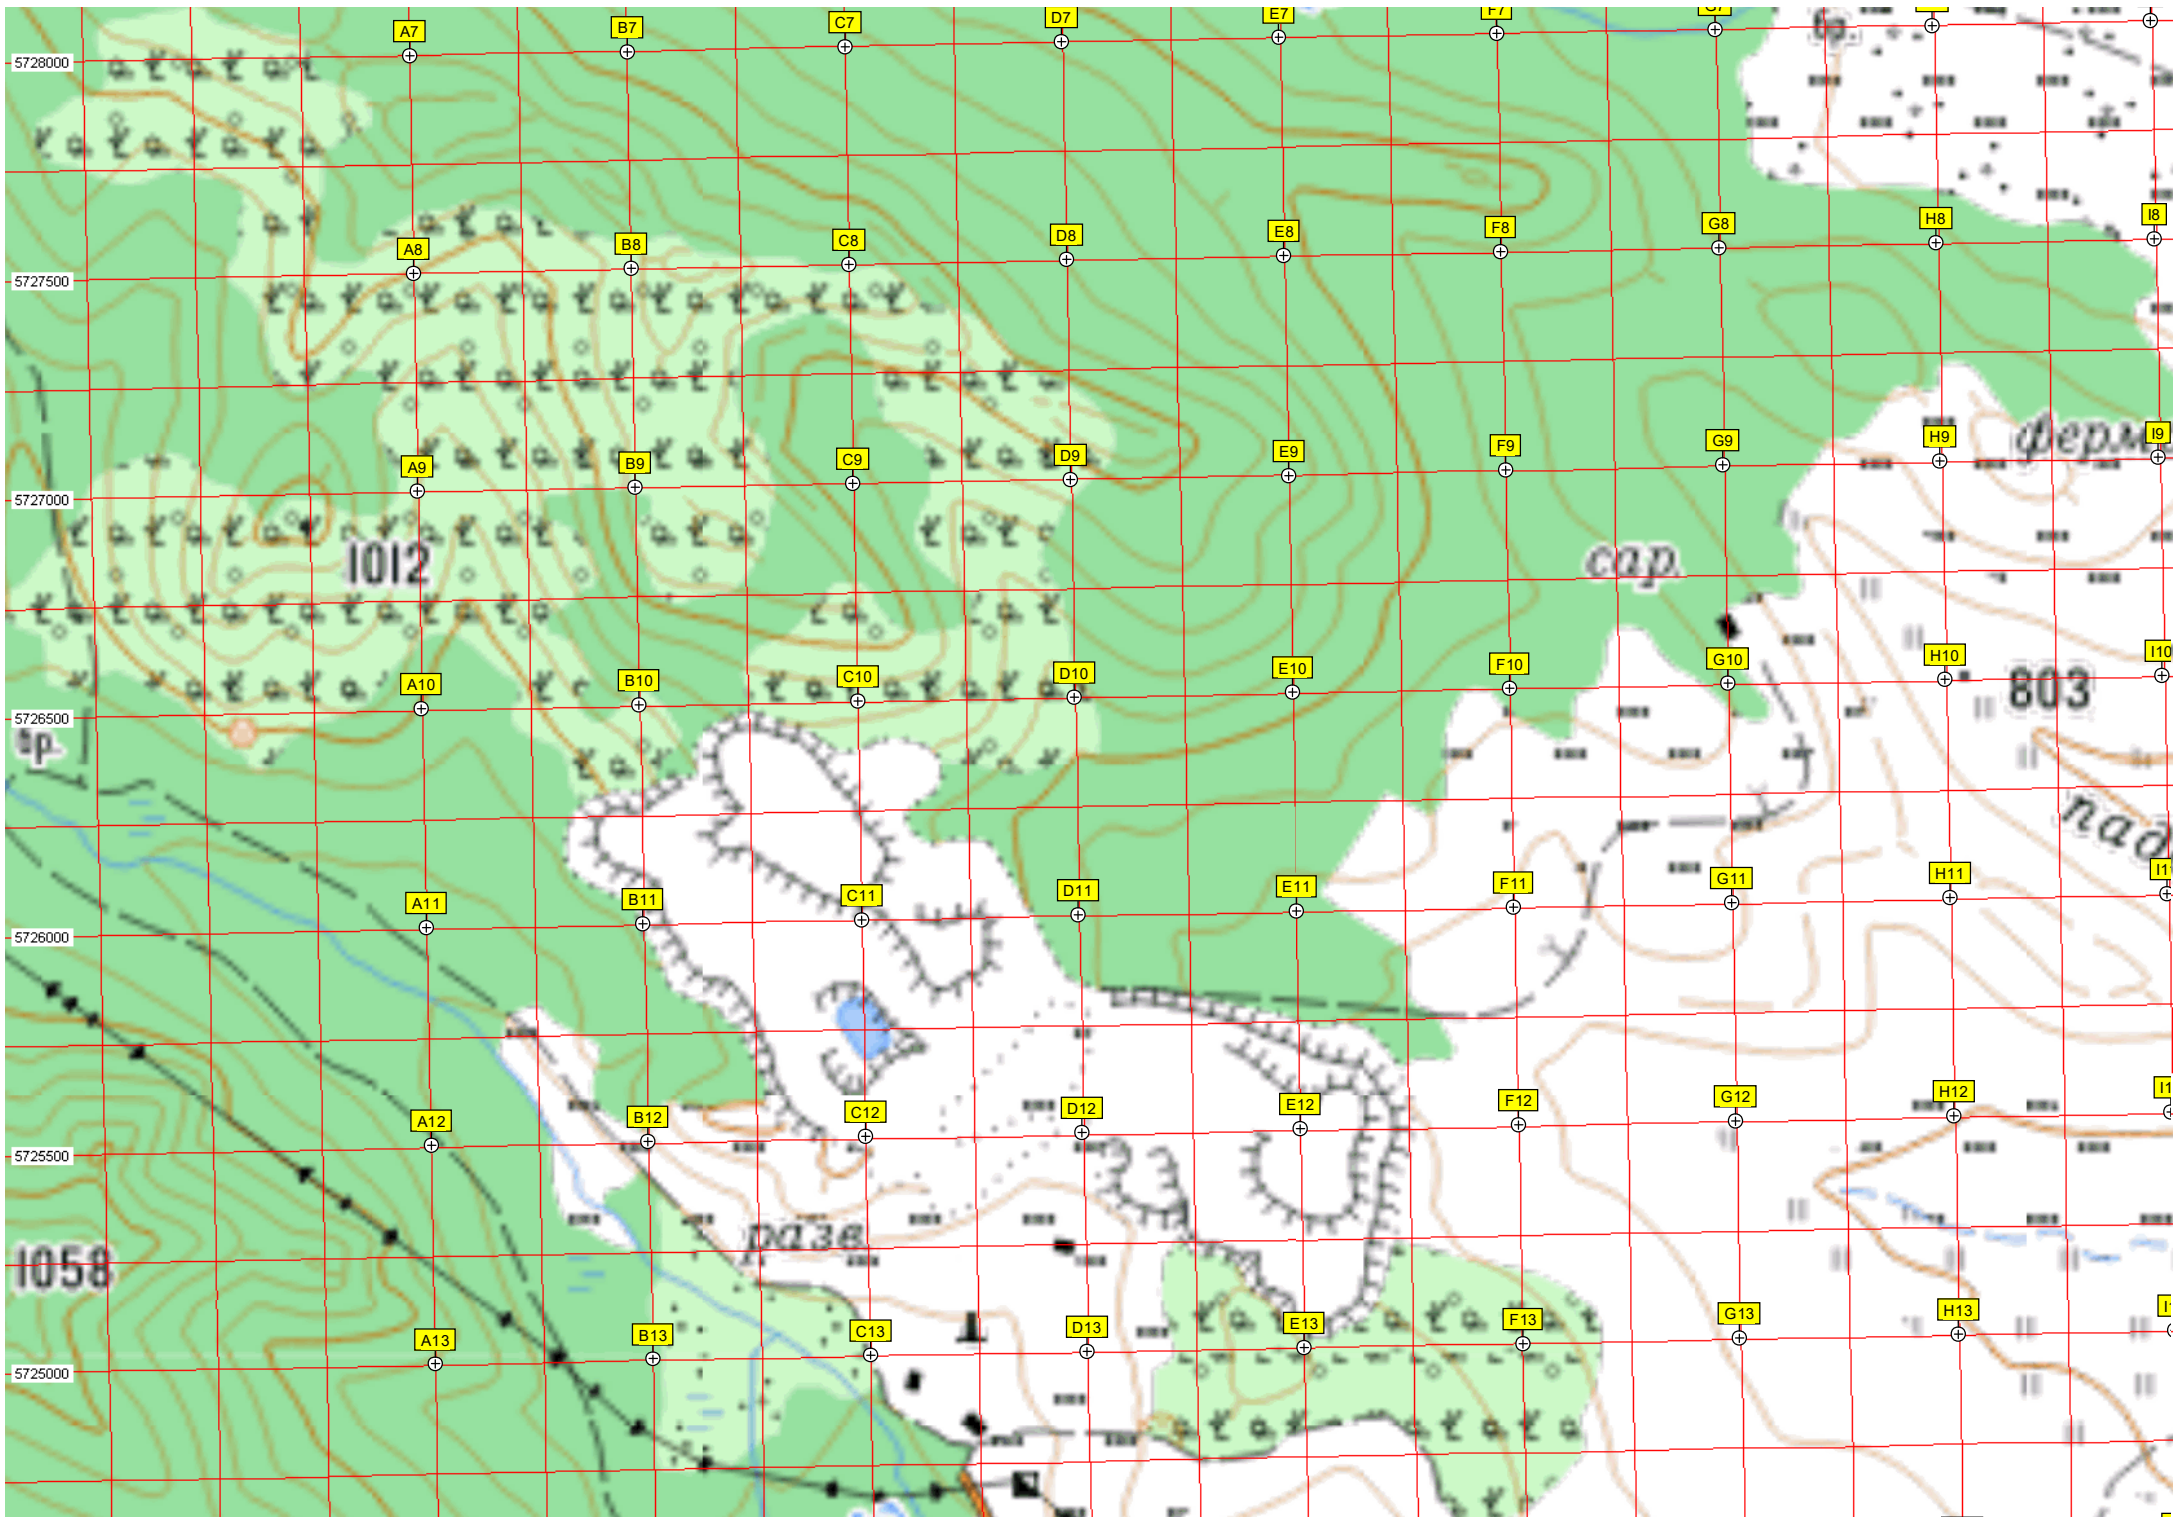 A7 B7 C7 D7 E7 F7 G7
5728000
A8 B8 C8 D8 E8 F8 G8 H8 I8
5727500
ферм
A9 B9 C9 D9 E9 F9 G9 H9 I9
5727000
1012
сар.
A10 B10 C10 D10 E10 F10 G10 H10 I10
803
5726500
пад
A11 B11 C11 D11 E11 F11 G11 H11
5726000
A12 B12 C12 D12 E12 F12 G12 H12
5725500
разв.
1058
A13 B13 C13 D13 E13 F13 G13 H13
5725000